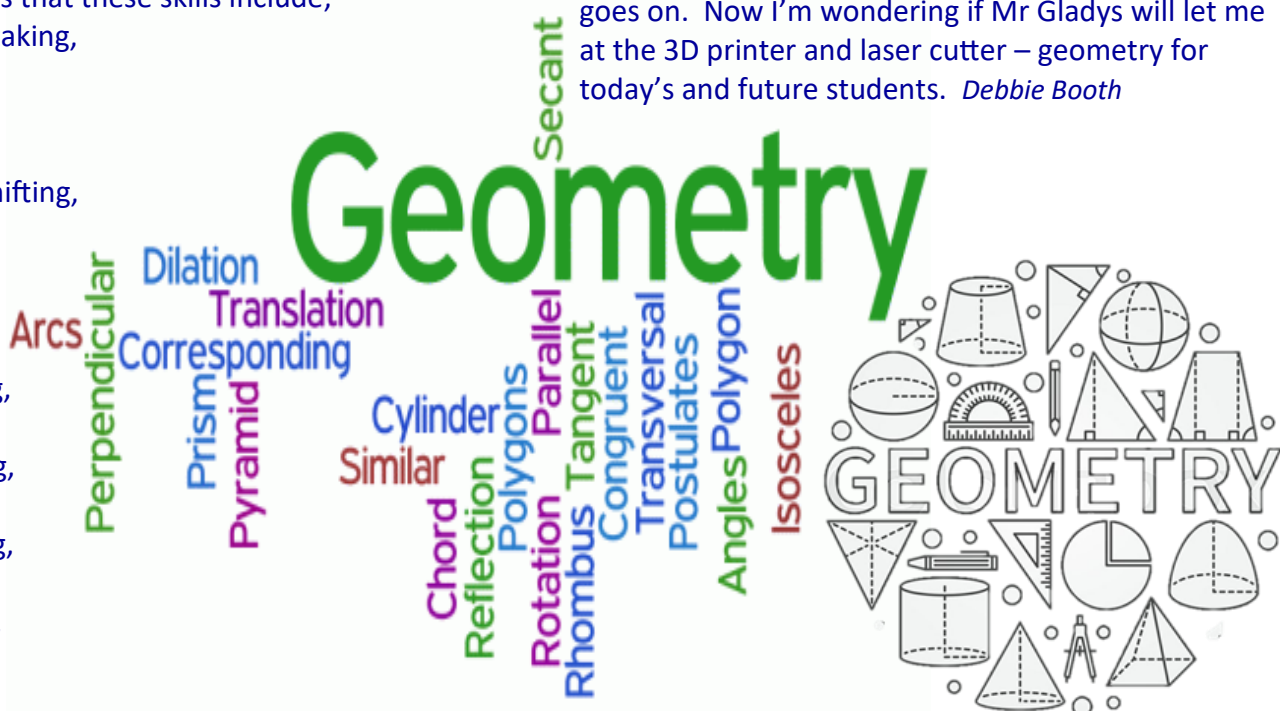 s that these skills include;
aking,
ifting,
goes on. Now I'm wondering if Mr Gladys will let me
at the 3D printer and laser cutter – geometry for
today's and future students. Debbie Booth
Secant
Geometry
Dilation
Translation
Arcs
Perpendicular
Corresponding
Prism
Pyramid
Cylinder
Similar
Chord
Reflection
Polygons
Parallel
Rotation
Tangent
Rhombus
Congruent
Transversal
Postulates
Polygon
Angles
Isosceles
GEOMETRY